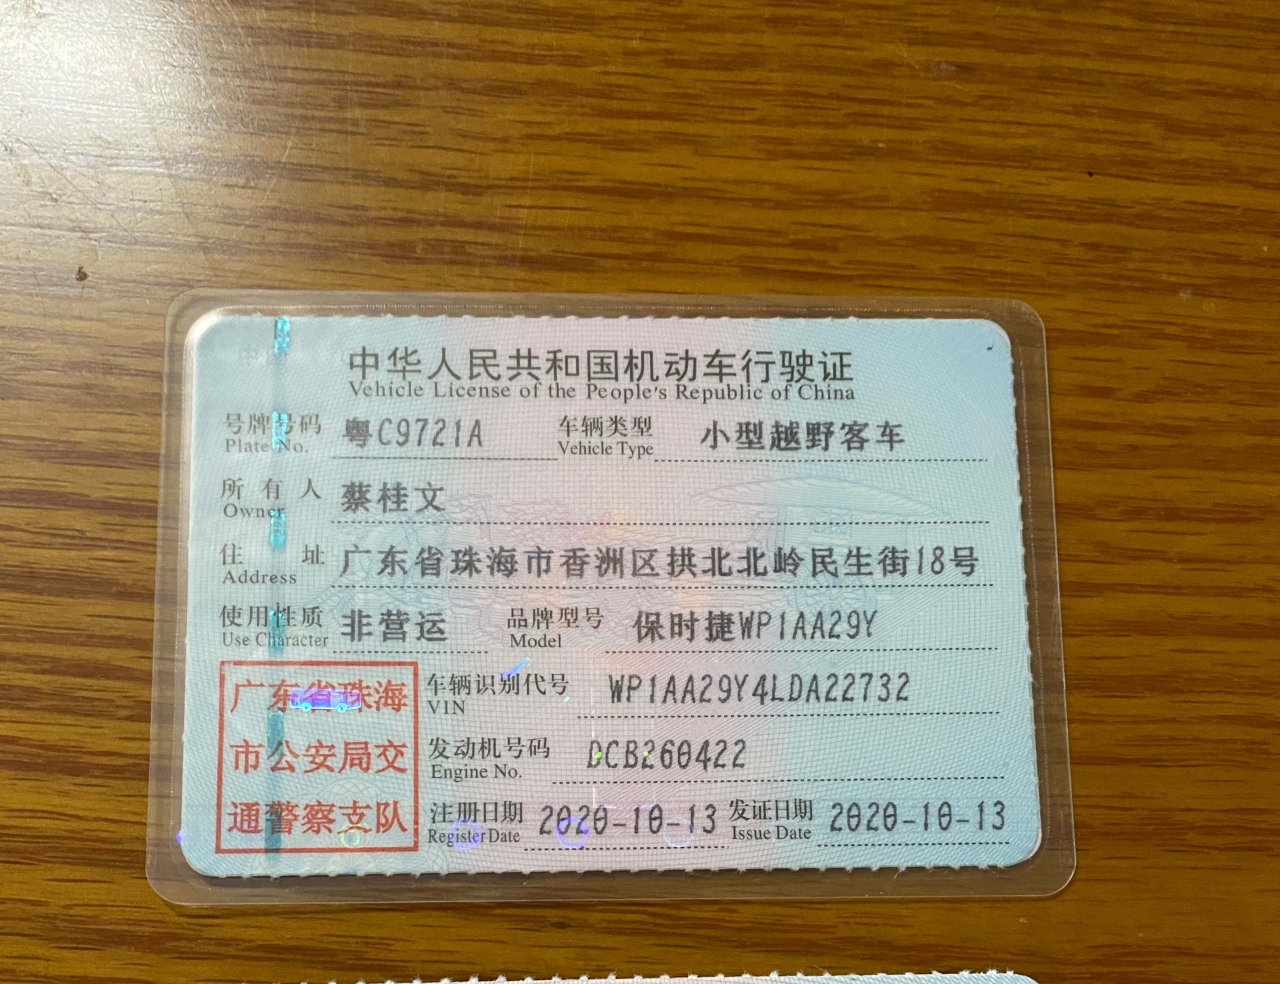 中华人民共和国机动车行驶证
Vehicle License of the People's Republic of China
号牌号码 粤C9721A 车辆类型 小型越野客车
Plate No. Vehicle Type
所有人 蔡桂文
Owner
住址 广东省珠海市香洲区拱北北岭民生街18号
Address
使用性质 非营运 品牌型号 保时捷WP1AA29Y
Use Character Model
广东省珠海
市公安局交
通警察支队
车辆识别代号 WP1AA29Y4LDA22732
VIN
发动机号码 DCB260422
Engine No.
注册日期 2020-10-13 发证日期 2020-10-13
Register Date Issue Date